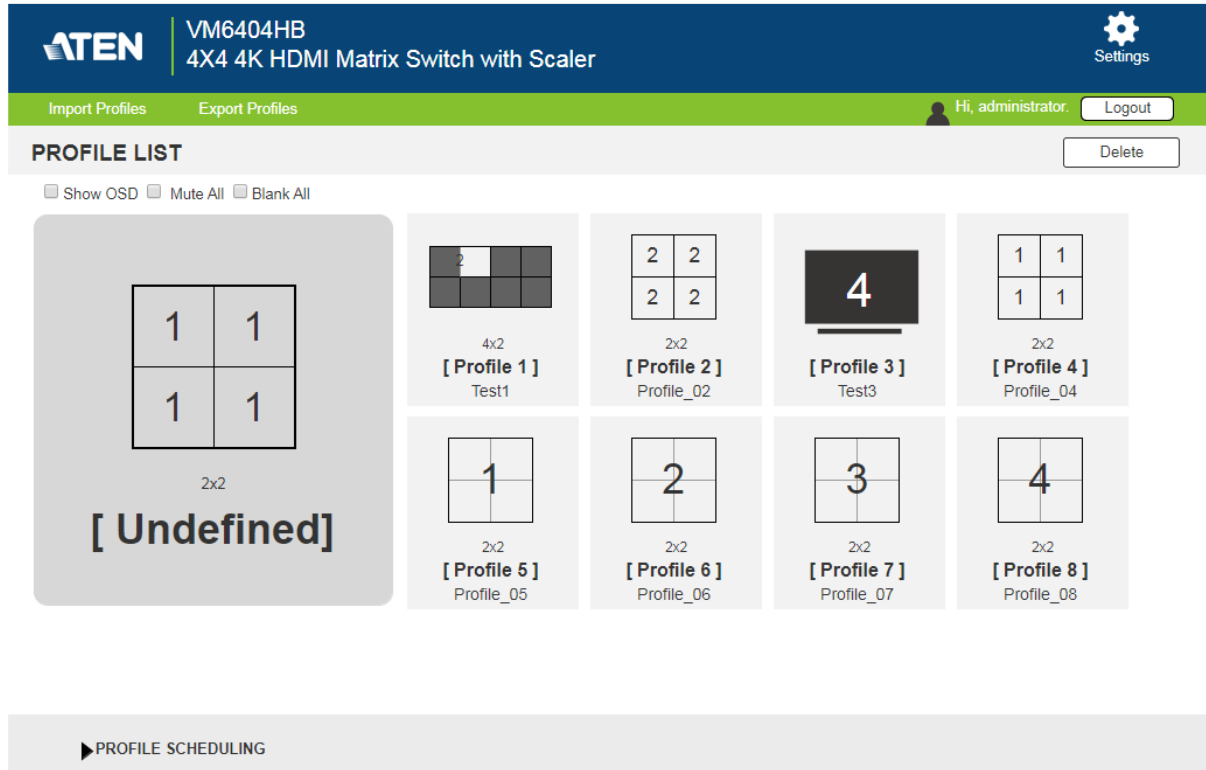 ATEN
VM6404HB
4X4 4K HDMI Matrix Switch with Scaler
Settings
Import Profiles Export Profiles Hi, administrator. Logout
PROFILE LIST Delete
Show OSD Mute All Blank All
1 1
1 1
2x2
[ Undefined]
2
4x2
[ Profile 1 ]
Test1
2 2
2 2
2x2
[ Profile 2 ]
Profile_02
4
[ Profile 3 ]
Test3
1 1
1 1
2x2
[ Profile 4 ]
Profile_04
1
2x2
[ Profile 5 ]
Profile_05
2
2x2
[ Profile 6 ]
Profile_06
3
2x2
[ Profile 7 ]
Profile_07
4
2x2
[ Profile 8 ]
Profile_08
PROFILE SCHEDULING